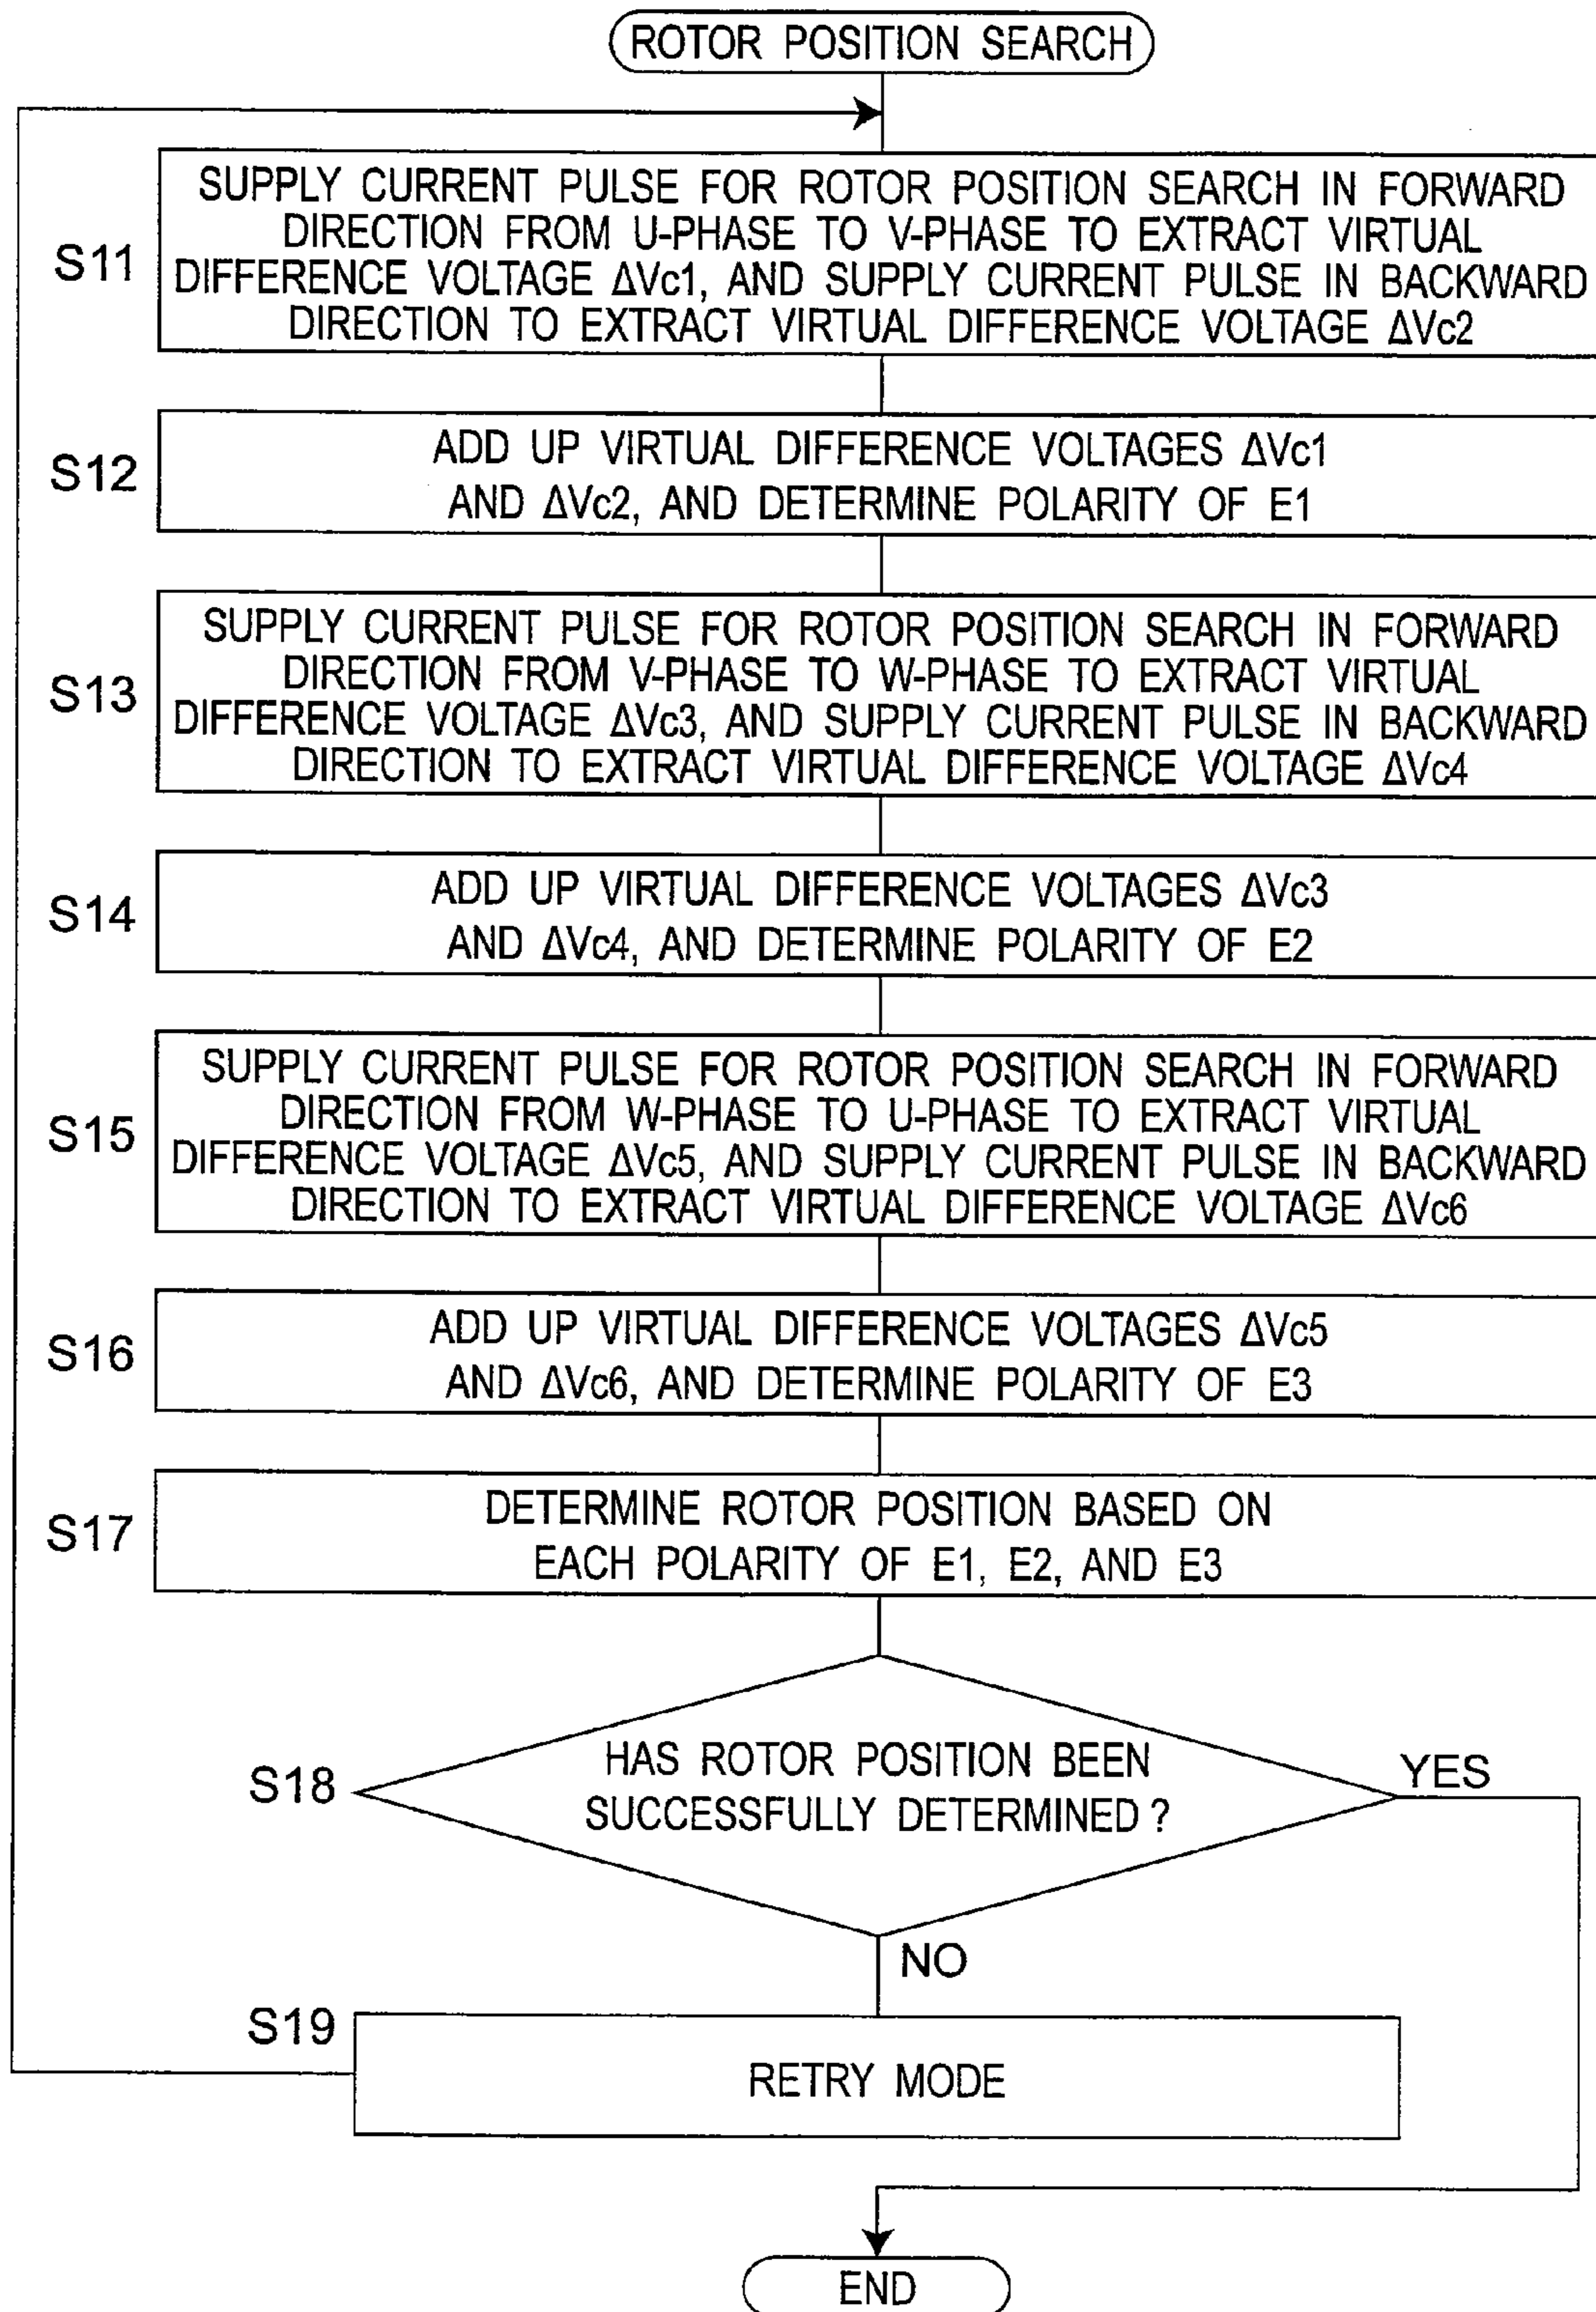 ROTOR POSITION SEARCH
S11
SUPPLY CURRENT PULSE FOR ROTOR POSITION SEARCH IN FORWARD
DIRECTION FROM U-PHASE TO V-PHASE TO EXTRACT VIRTUAL
DIFFERENCE VOLTAGE ΔVc1, AND SUPPLY CURRENT PULSE IN BACKWARD
DIRECTION TO EXTRACT VIRTUAL DIFFERENCE VOLTAGE ΔVc2
S12
ADD UP VIRTUAL DIFFERENCE VOLTAGES ΔVc1
AND ΔVc2, AND DETERMINE POLARITY OF E1
S13
SUPPLY CURRENT PULSE FOR ROTOR POSITION SEARCH IN FORWARD
DIRECTION FROM V-PHASE TO W-PHASE TO EXTRACT VIRTUAL
DIFFERENCE VOLTAGE ΔVc3, AND SUPPLY CURRENT PULSE IN BACKWARD
DIRECTION TO EXTRACT VIRTUAL DIFFERENCE VOLTAGE ΔVc4
S14
ADD UP VIRTUAL DIFFERENCE VOLTAGES ΔVc3
AND ΔVc4, AND DETERMINE POLARITY OF E2
S15
SUPPLY CURRENT PULSE FOR ROTOR POSITION SEARCH IN FORWARD
DIRECTION FROM W-PHASE TO U-PHASE TO EXTRACT VIRTUAL
DIFFERENCE VOLTAGE ΔVc5, AND SUPPLY CURRENT PULSE IN BACKWARD
DIRECTION TO EXTRACT VIRTUAL DIFFERENCE VOLTAGE ΔVc6
S16
ADD UP VIRTUAL DIFFERENCE VOLTAGES ΔVc5
AND ΔVc6, AND DETERMINE POLARITY OF E3
S17
DETERMINE ROTOR POSITION BASED ON
EACH POLARITY OF E1, E2, AND E3
S18
HAS ROTOR POSITION BEEN
SUCCESSFULLY DETERMINED ?
YES
NO
S19
RETRY MODE
END